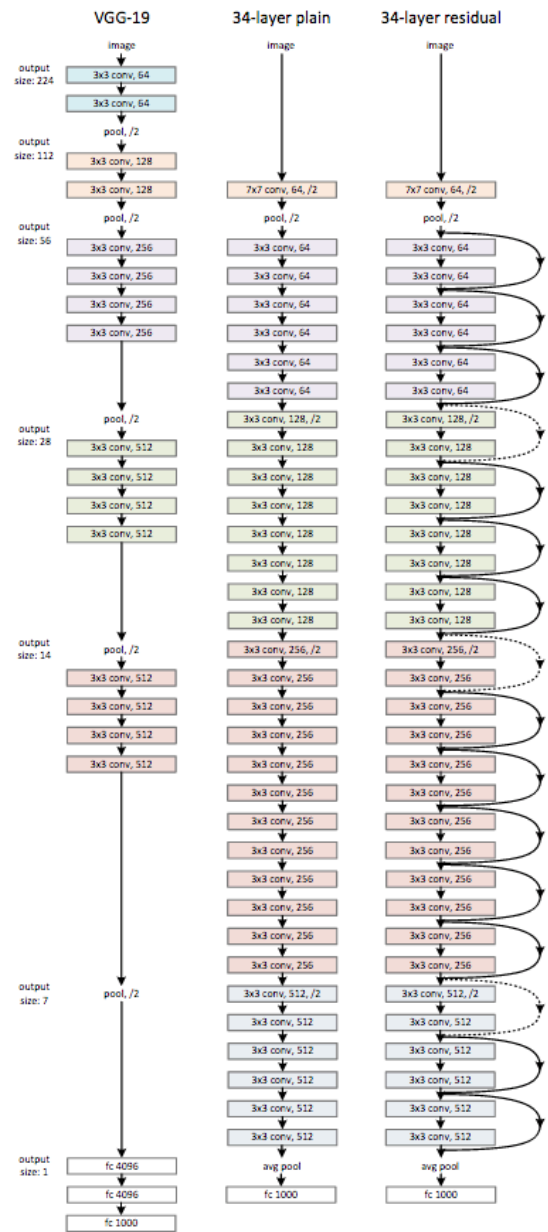 output
size: 224
output
size: 112
output
size: 56
output
size: 28
output
size: 14
output
size: 7
output
size: 1
VGG-19
image
3x3 conv, 64
3x3 conv, 64
pool, /2
3x3 conv, 128
3x3 conv, 128
pool, /2
3x3 conv, 256
3x3 conv, 256
3x3 conv, 256
3x3 conv, 256
pool, /2
3x3 conv, 512
3x3 conv, 512
3x3 conv, 512
3x3 conv, 512
pool, /2
3x3 conv, 512
3x3 conv, 512
3x3 conv, 512
3x3 conv, 512
pool, /2
fc 4096
fc 4096
fc 1000
34-layer plain
image
7x7 conv, 64, /2
pool, /2
3x3 conv, 64
3x3 conv, 64
3x3 conv, 64
3x3 conv, 64
3x3 conv, 64
3x3 conv, 64
3x3 conv, 128, /2
3x3 conv, 128
3x3 conv, 128
3x3 conv, 128
3x3 conv, 128
3x3 conv, 128
3x3 conv, 128
3x3 conv, 128
3x3 conv, 256, /2
3x3 conv, 256
3x3 conv, 256
3x3 conv, 256
3x3 conv, 256
3x3 conv, 256
3x3 conv, 256
3x3 conv, 256
3x3 conv, 256
3x3 conv, 256
3x3 conv, 256
3x3 conv, 256
3x3 conv, 512, /2
3x3 conv, 512
3x3 conv, 512
3x3 conv, 512
3x3 conv, 512
3x3 conv, 512
avg pool
fc 1000
34-layer residual
image
7x7 conv, 64, /2
pool, /2
3x3 conv, 64
3x3 conv, 64
3x3 conv, 64
3x3 conv, 64
3x3 conv, 64
3x3 conv, 64
3x3 conv, 128, /2
3x3 conv, 128
3x3 conv, 128
3x3 conv, 128
3x3 conv, 128
3x3 conv, 128
3x3 conv, 128
3x3 conv, 128
3x3 conv, 256, /2
3x3 conv, 256
3x3 conv, 256
3x3 conv, 256
3x3 conv, 256
3x3 conv, 256
3x3 conv, 256
3x3 conv, 256
3x3 conv, 256
3x3 conv, 256
3x3 conv, 256
3x3 conv, 256
3x3 conv, 512, /2
3x3 conv, 512
3x3 conv, 512
3x3 conv, 512
3x3 conv, 512
3x3 conv, 512
avg pool
fc 1000